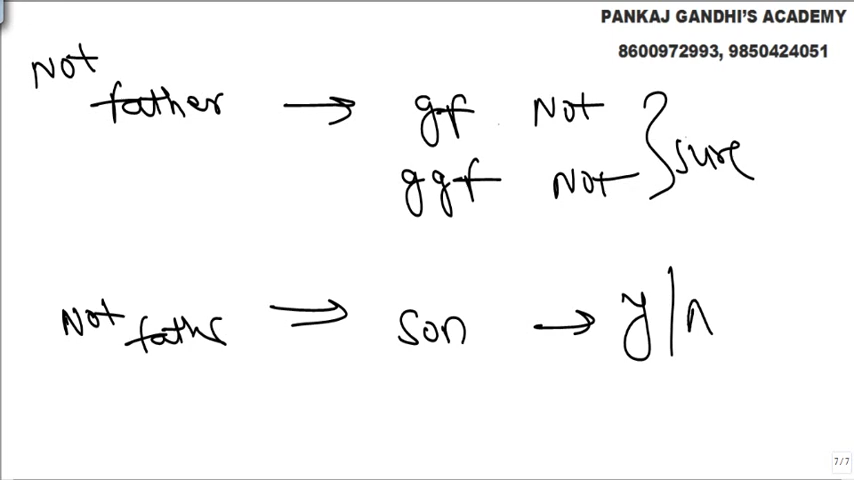 PANKAJ GANDHI'S ACADEMY
8600972993, 9850424051
Not father → gf Not
ggf Not } sure
Not fathr ⇒ son → y|n
7/7